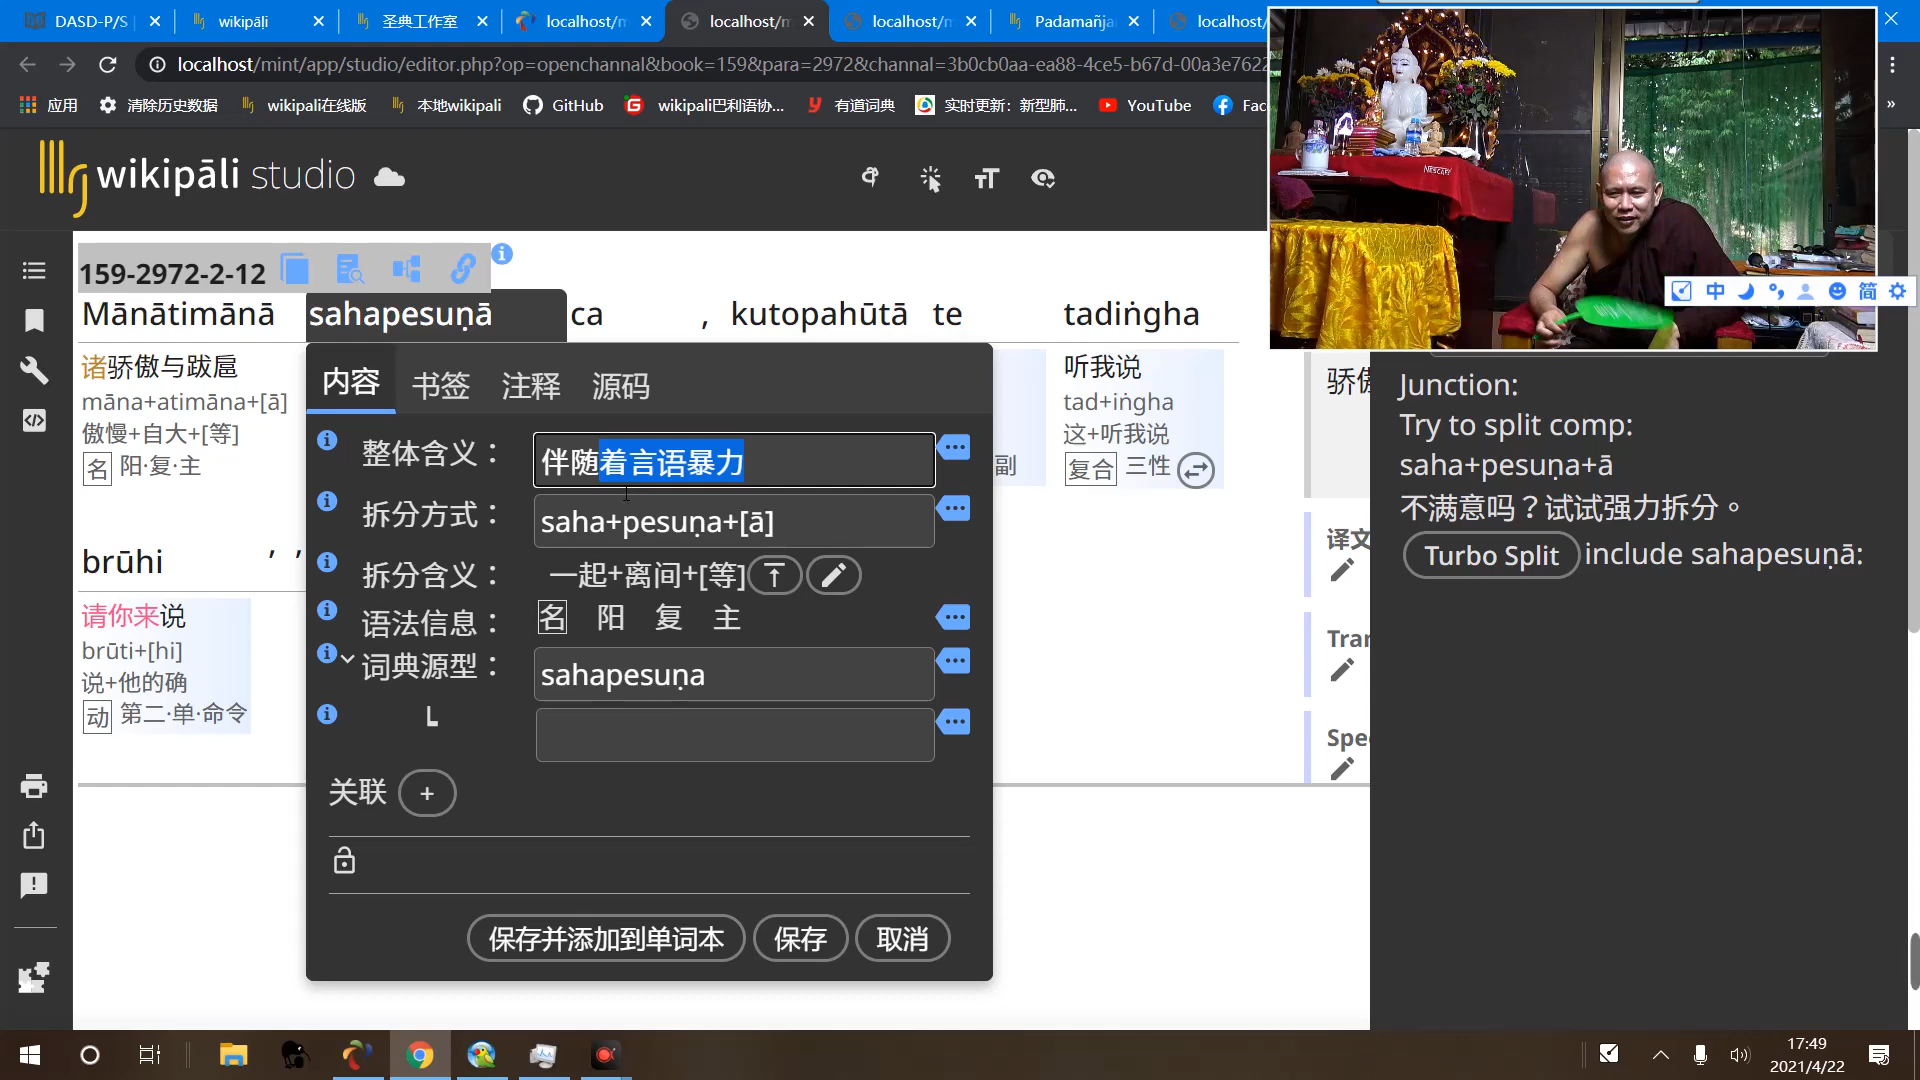 DASD-P/S
wikipāḷi
圣典工作室
localhost/m
localhost/m
localhost/m
Padamañja
localhost/
localhost/mint/app/studio/editor.php?op=openchannal&book=159&para=2972&channal=3b0cb0aa-ea88-4ce5-b67d-00a3e7622
应用
清除历史数据
wikipali在线版
本地wikipali
GitHub
wikipali巴利语协...
有道词典
实时更新：新型肺...
YouTube
Fac
»
wikipāli studio
NESCAFÉ
中
简
159-2972-2-12
Mānātimānā sahapesuṇā ca , kutopahūtā te tadiṅgha
诸骄傲与跋扈
māna+atimāna+[ā]
傲慢+自大+[等]
名 阳·复·主
副
听我说
tad+iṅgha
这+听我说
复合 三性
brūhi ’ ’
请你来说
brūti+[hi]
说+他的确
动 第二·单·命令
内容 书签 注释 源码
整体含义： 伴随着言语暴力
拆分方式： saha+pesuṇa+[ā]
拆分含义： 一起+离间+[等]
语法信息： 名 阳 复 主
词典源型： sahapesuṇa
┗
关联 +
保存并添加到单词本 保存 取消
译文
Tran
Spe
Junction:
Try to split comp:
saha+pesuṇa+ā
不满意吗？试试强力拆分。
Turbo Split include sahapesuṇā:
17:49
2021/4/22